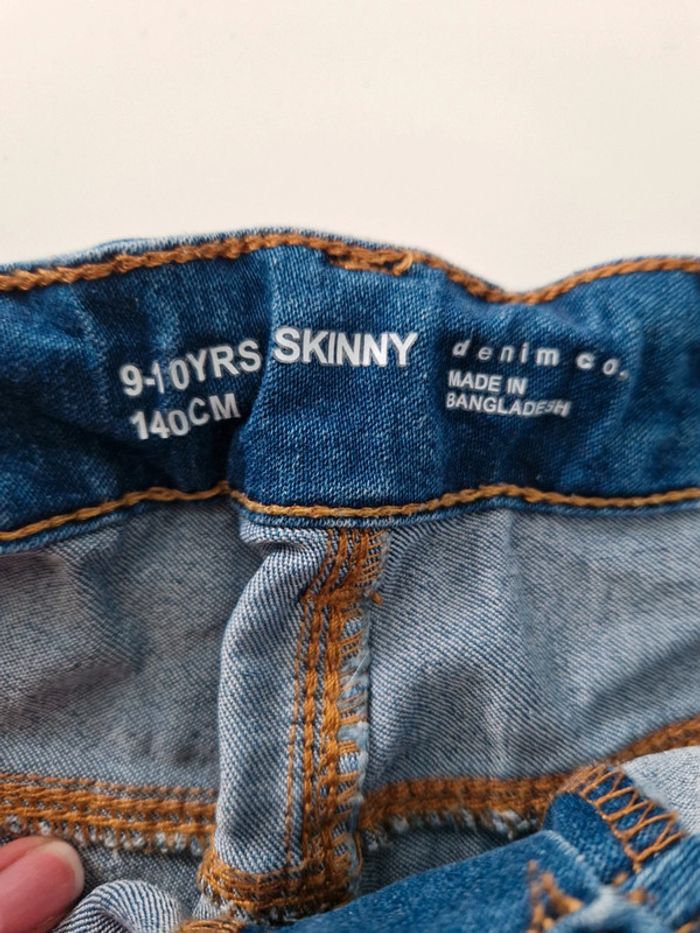 9-10YRS
140CM
SKINNY
denim co.
MADE IN
BANGLADESH